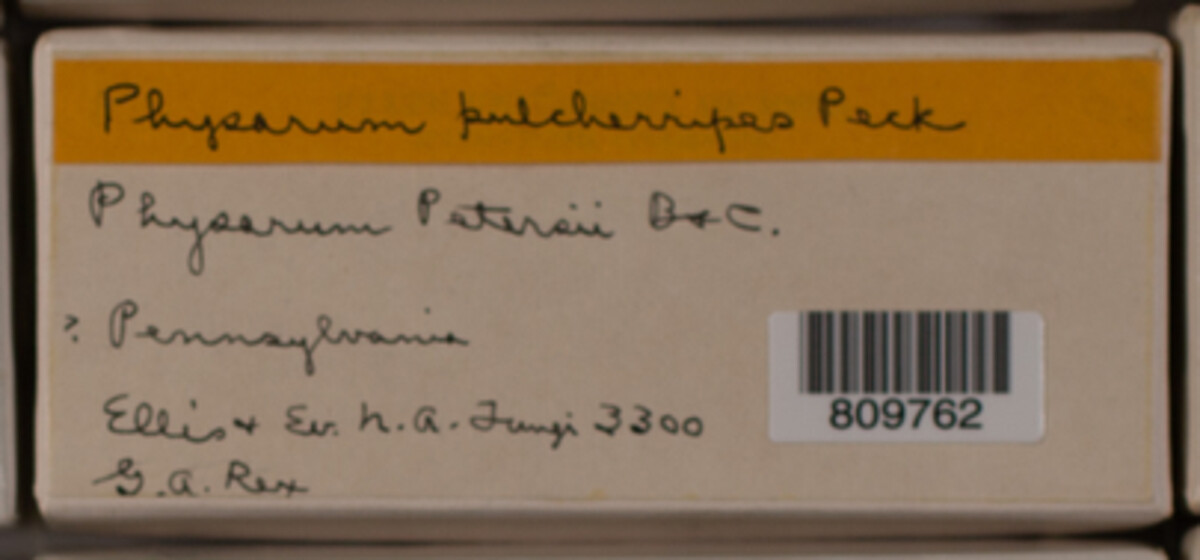 Physarum pulcherripes Peck
Physarum Petersii B & C.
? Pennsylvania
Ellis & Ev. N. A. Fungi 3300
G. A. Rex
809762